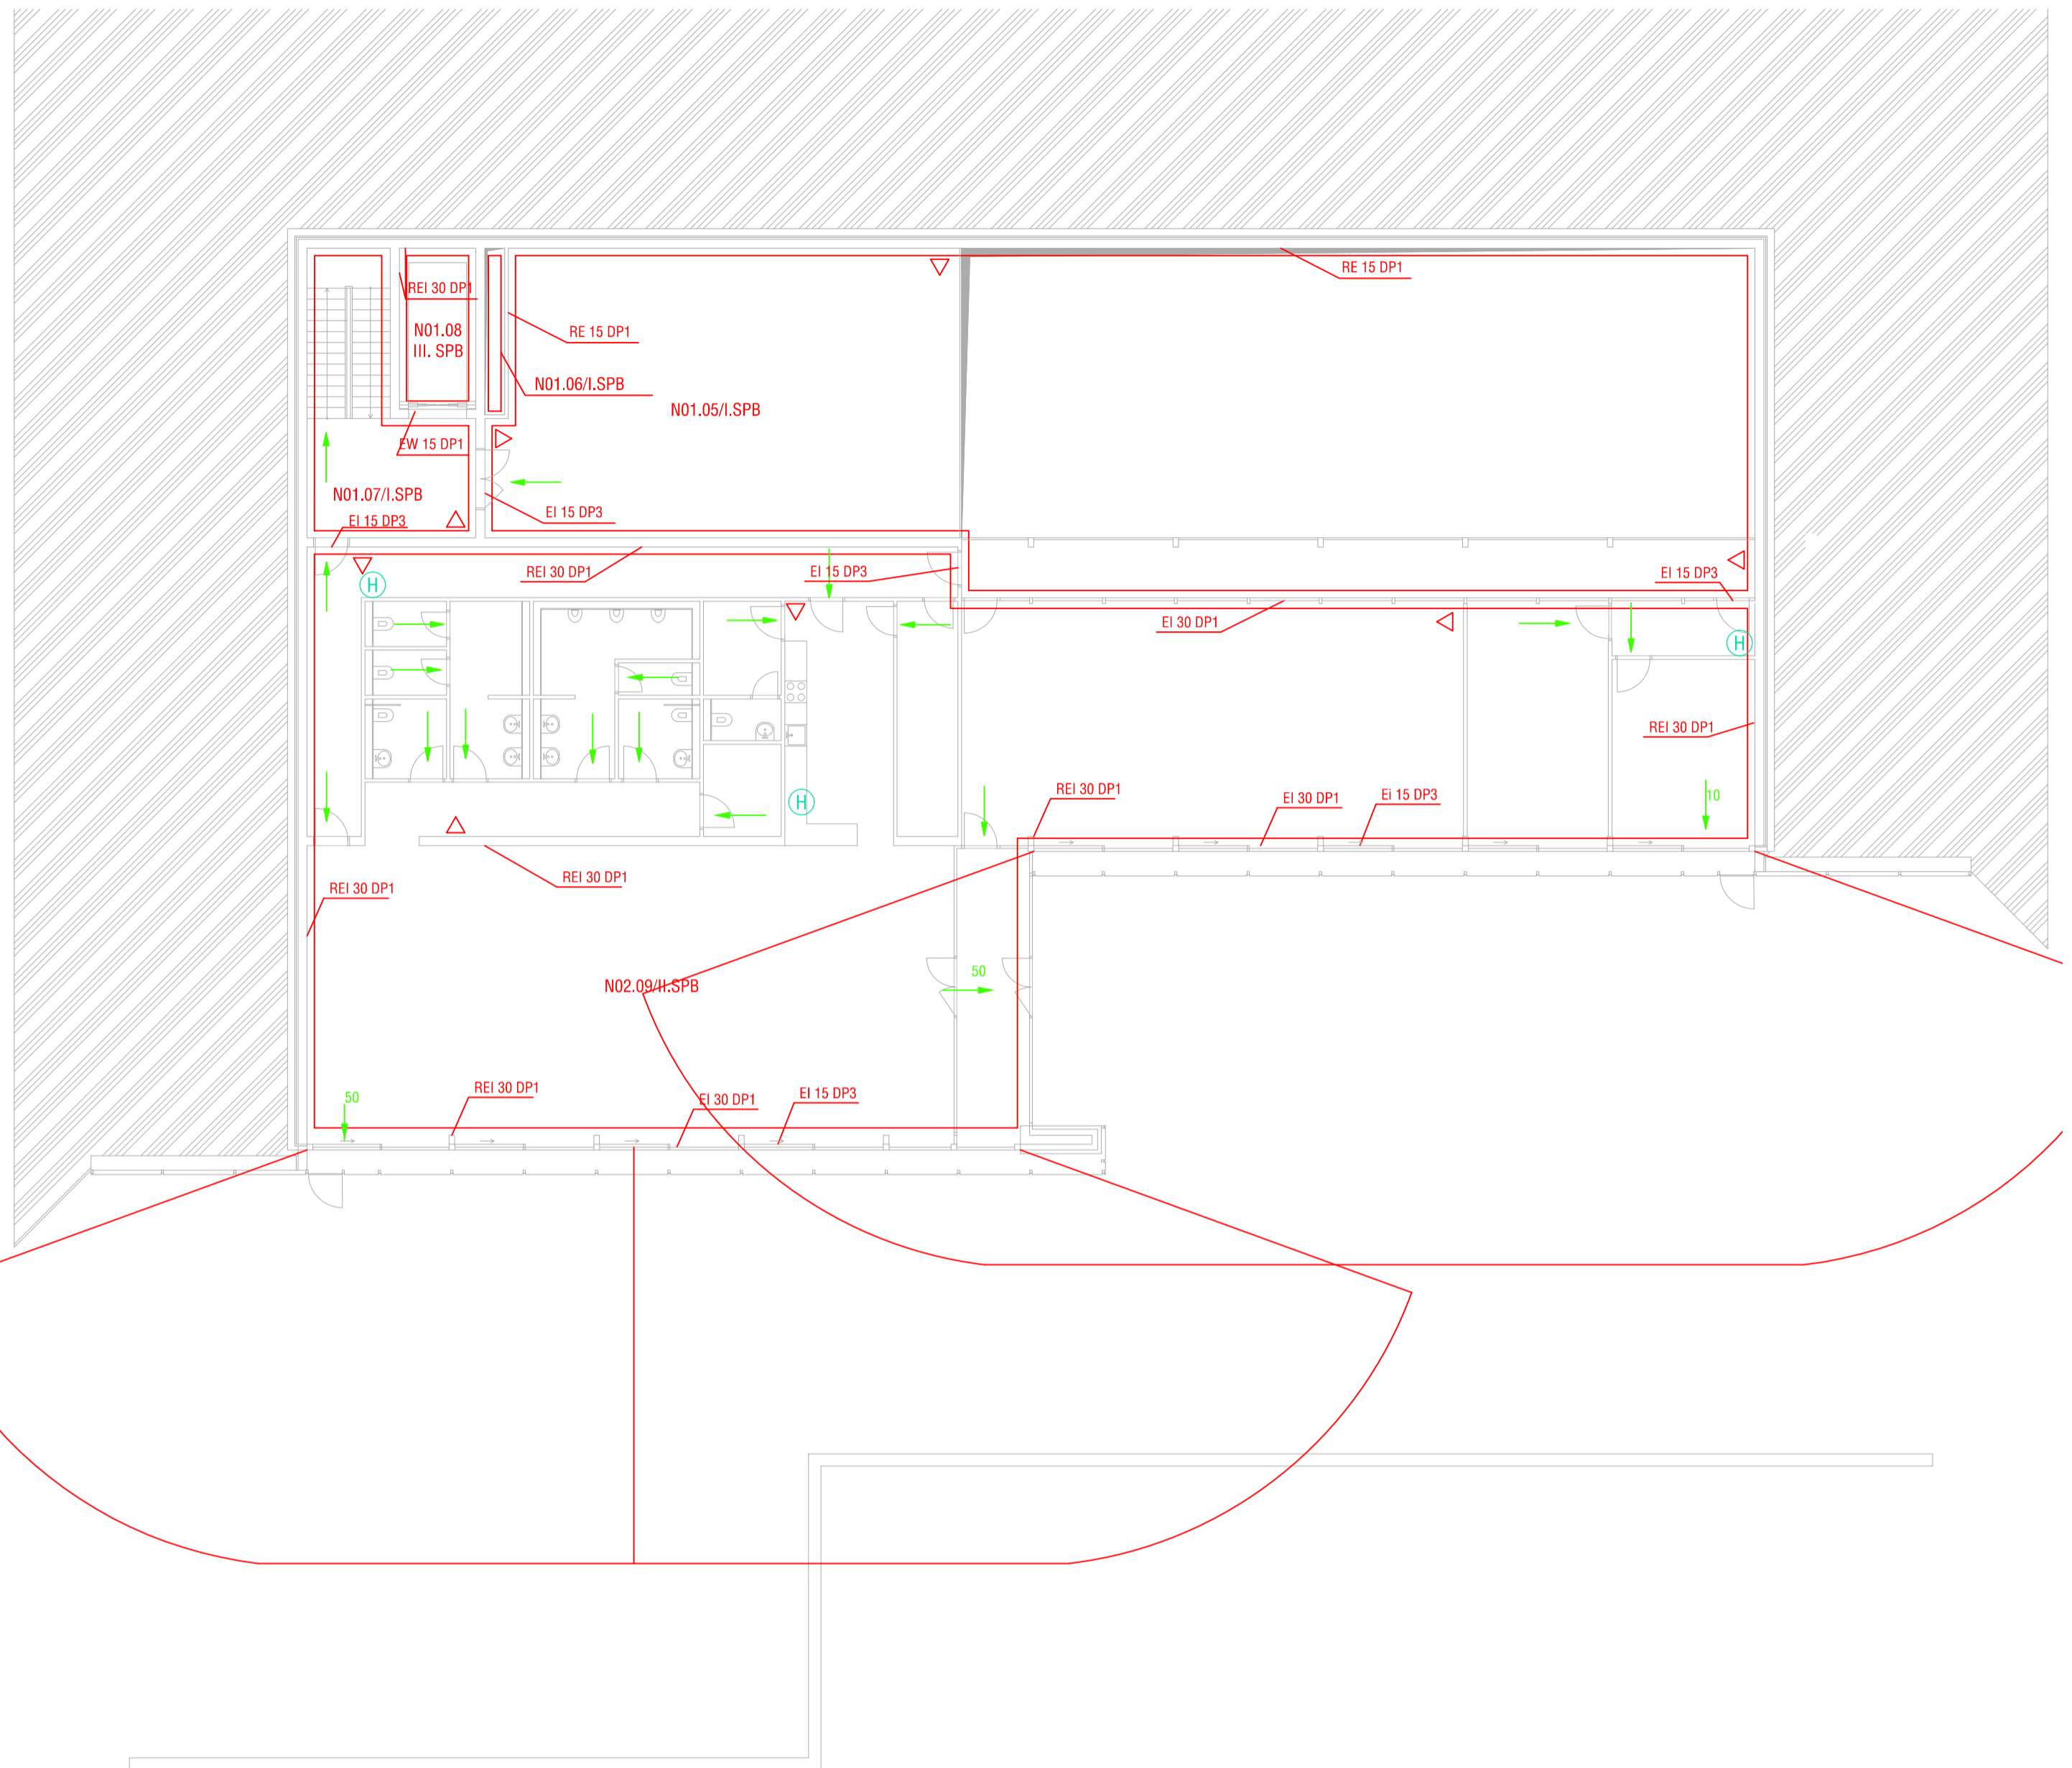 RE 15 DP1
REI 30 DP1
N01.08
III. SPB
RE 15 DP1
N01.06/I.SPB
N01.05/I.SPB
EW 15 DP1
N01.07/I.SPB
EI 15 DP3
EI 15 DP3
REI 30 DP1
EI 15 DP3
EI 15 DP3
H
EI 30 DP1
H
REI 30 DP1
REI 30 DP1
EI 30 DP1
Ei 15 DP3
10
H
REI 30 DP1
REI 30 DP1
50
N02.09/II.SPB
REI 30 DP1
EI 30 DP1
EI 15 DP3
50